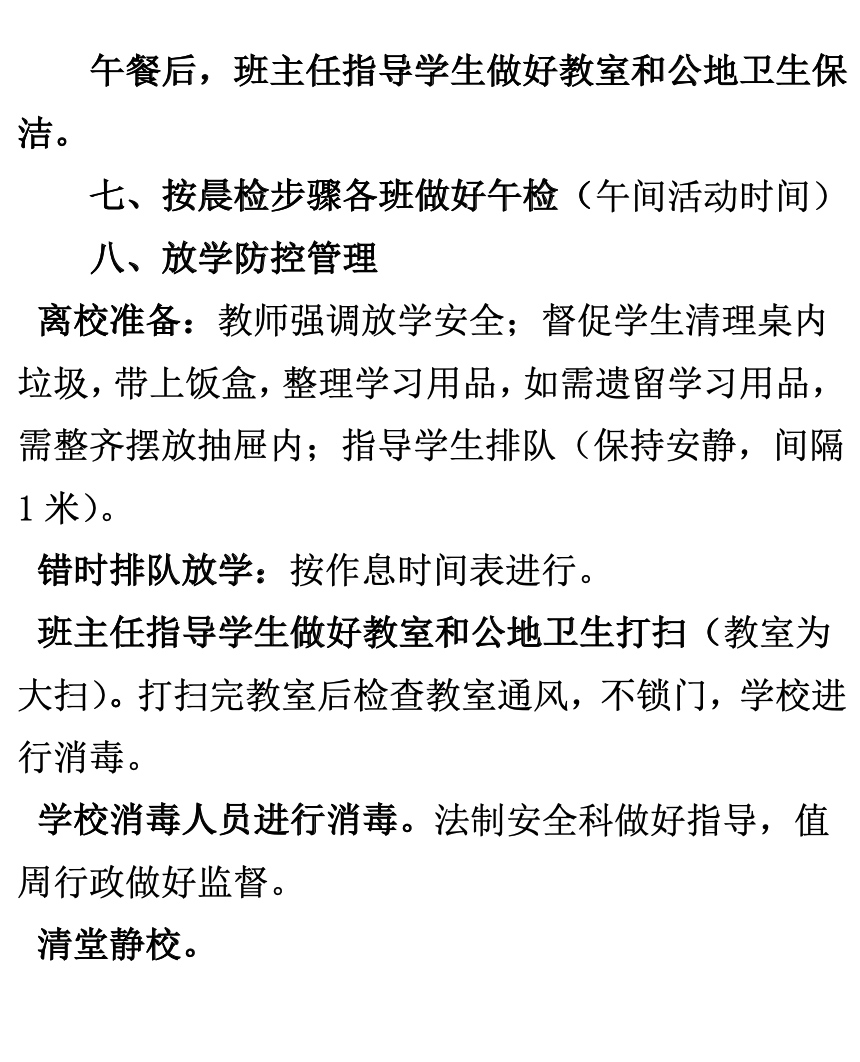 午餐后，班主任指导学生做好教室和公地卫生保
洁。
七、按晨检步骤各班做好午检（午间活动时间）
八、放学防控管理
离校准备：教师强调放学安全；督促学生清理桌内
垃圾，带上饭盒，整理学习用品，如需遗留学习用品，
需整齐摆放抽屉内；指导学生排队（保持安静，间隔
1 米）。
错时排队放学：按作息时间表进行。
班主任指导学生做好教室和公地卫生打扫（教室为
大扫）。打扫完教室后检查教室通风，不锁门，学校进
行消毒。
学校消毒人员进行消毒。法制安全科做好指导，值
周行政做好监督。
清堂静校。